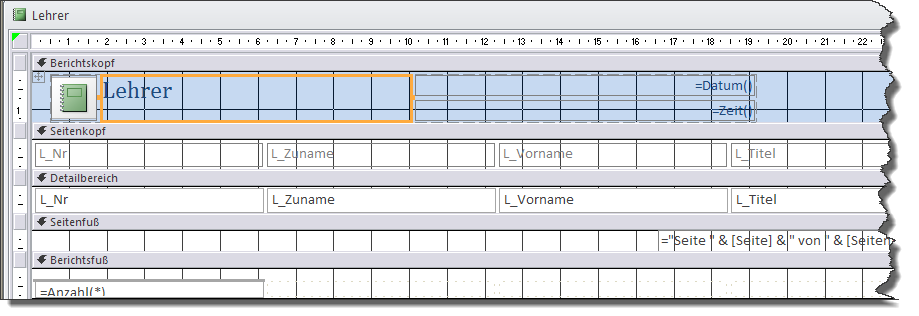 Lehrer
1 2 3 4 5 6 7 8 9 10 11 12 13 14 15 16 17 18 19 20 21 22
Berichtskopf
Lehrer
=Datum()
1
=Zeit()
Seitenkopf
L_Nr L_Zuname L_Vorname L_Titel
Detailbereich
L_Nr L_Zuname L_Vorname L_Titel
Seitenfuß
="Seite " & [Seite] & " von " & [Seiten
Berichtsfuß
=Anzahl(*)